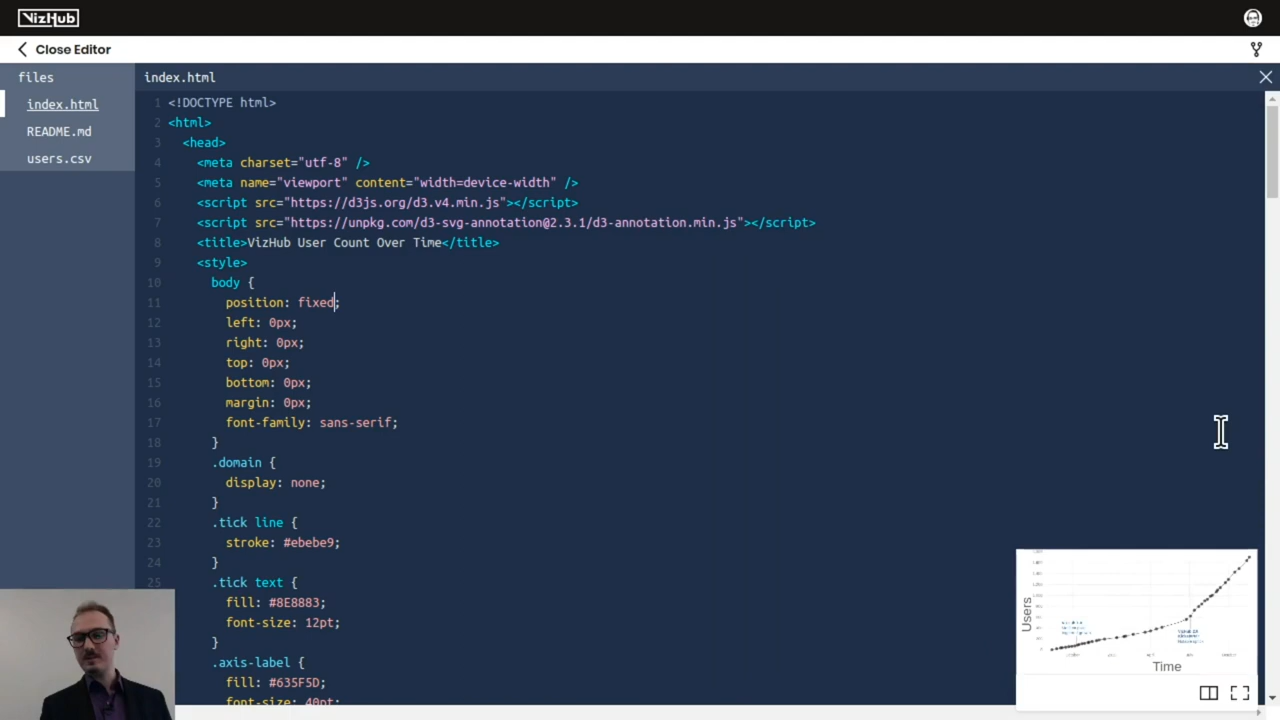 VizHub
Close Editor
files
index.html
README.md
users.csv
index.html
1 <!DOCTYPE html>
2 <html>
3 <head>
4 <meta charset="utf-8" />
5 <meta name="viewport" content="width=device-width" />
6 <script src="https://d3js.org/d3.v4.min.js"></script>
7 <script src="https://unpkg.com/d3-svg-annotation@2.3.1/d3-annotation.min.js"></script>
8 <title>VizHub User Count Over Time</title>
9 <style>
10 body {
11 position: fixed;
12 left: 0px;
13 right: 0px;
14 top: 0px;
15 bottom: 0px;
16 margin: 0px;
17 font-family: sans-serif;
18 }
19 .domain {
20 display: none;
21 }
22 .tick line {
23 stroke: #ebebe9;
24 }
25 .tick text {
fill: #8E8883;
font-size: 12pt;
}
.axis-label {
fill: #635F5D;
font-size: 40pt;
Users
Time